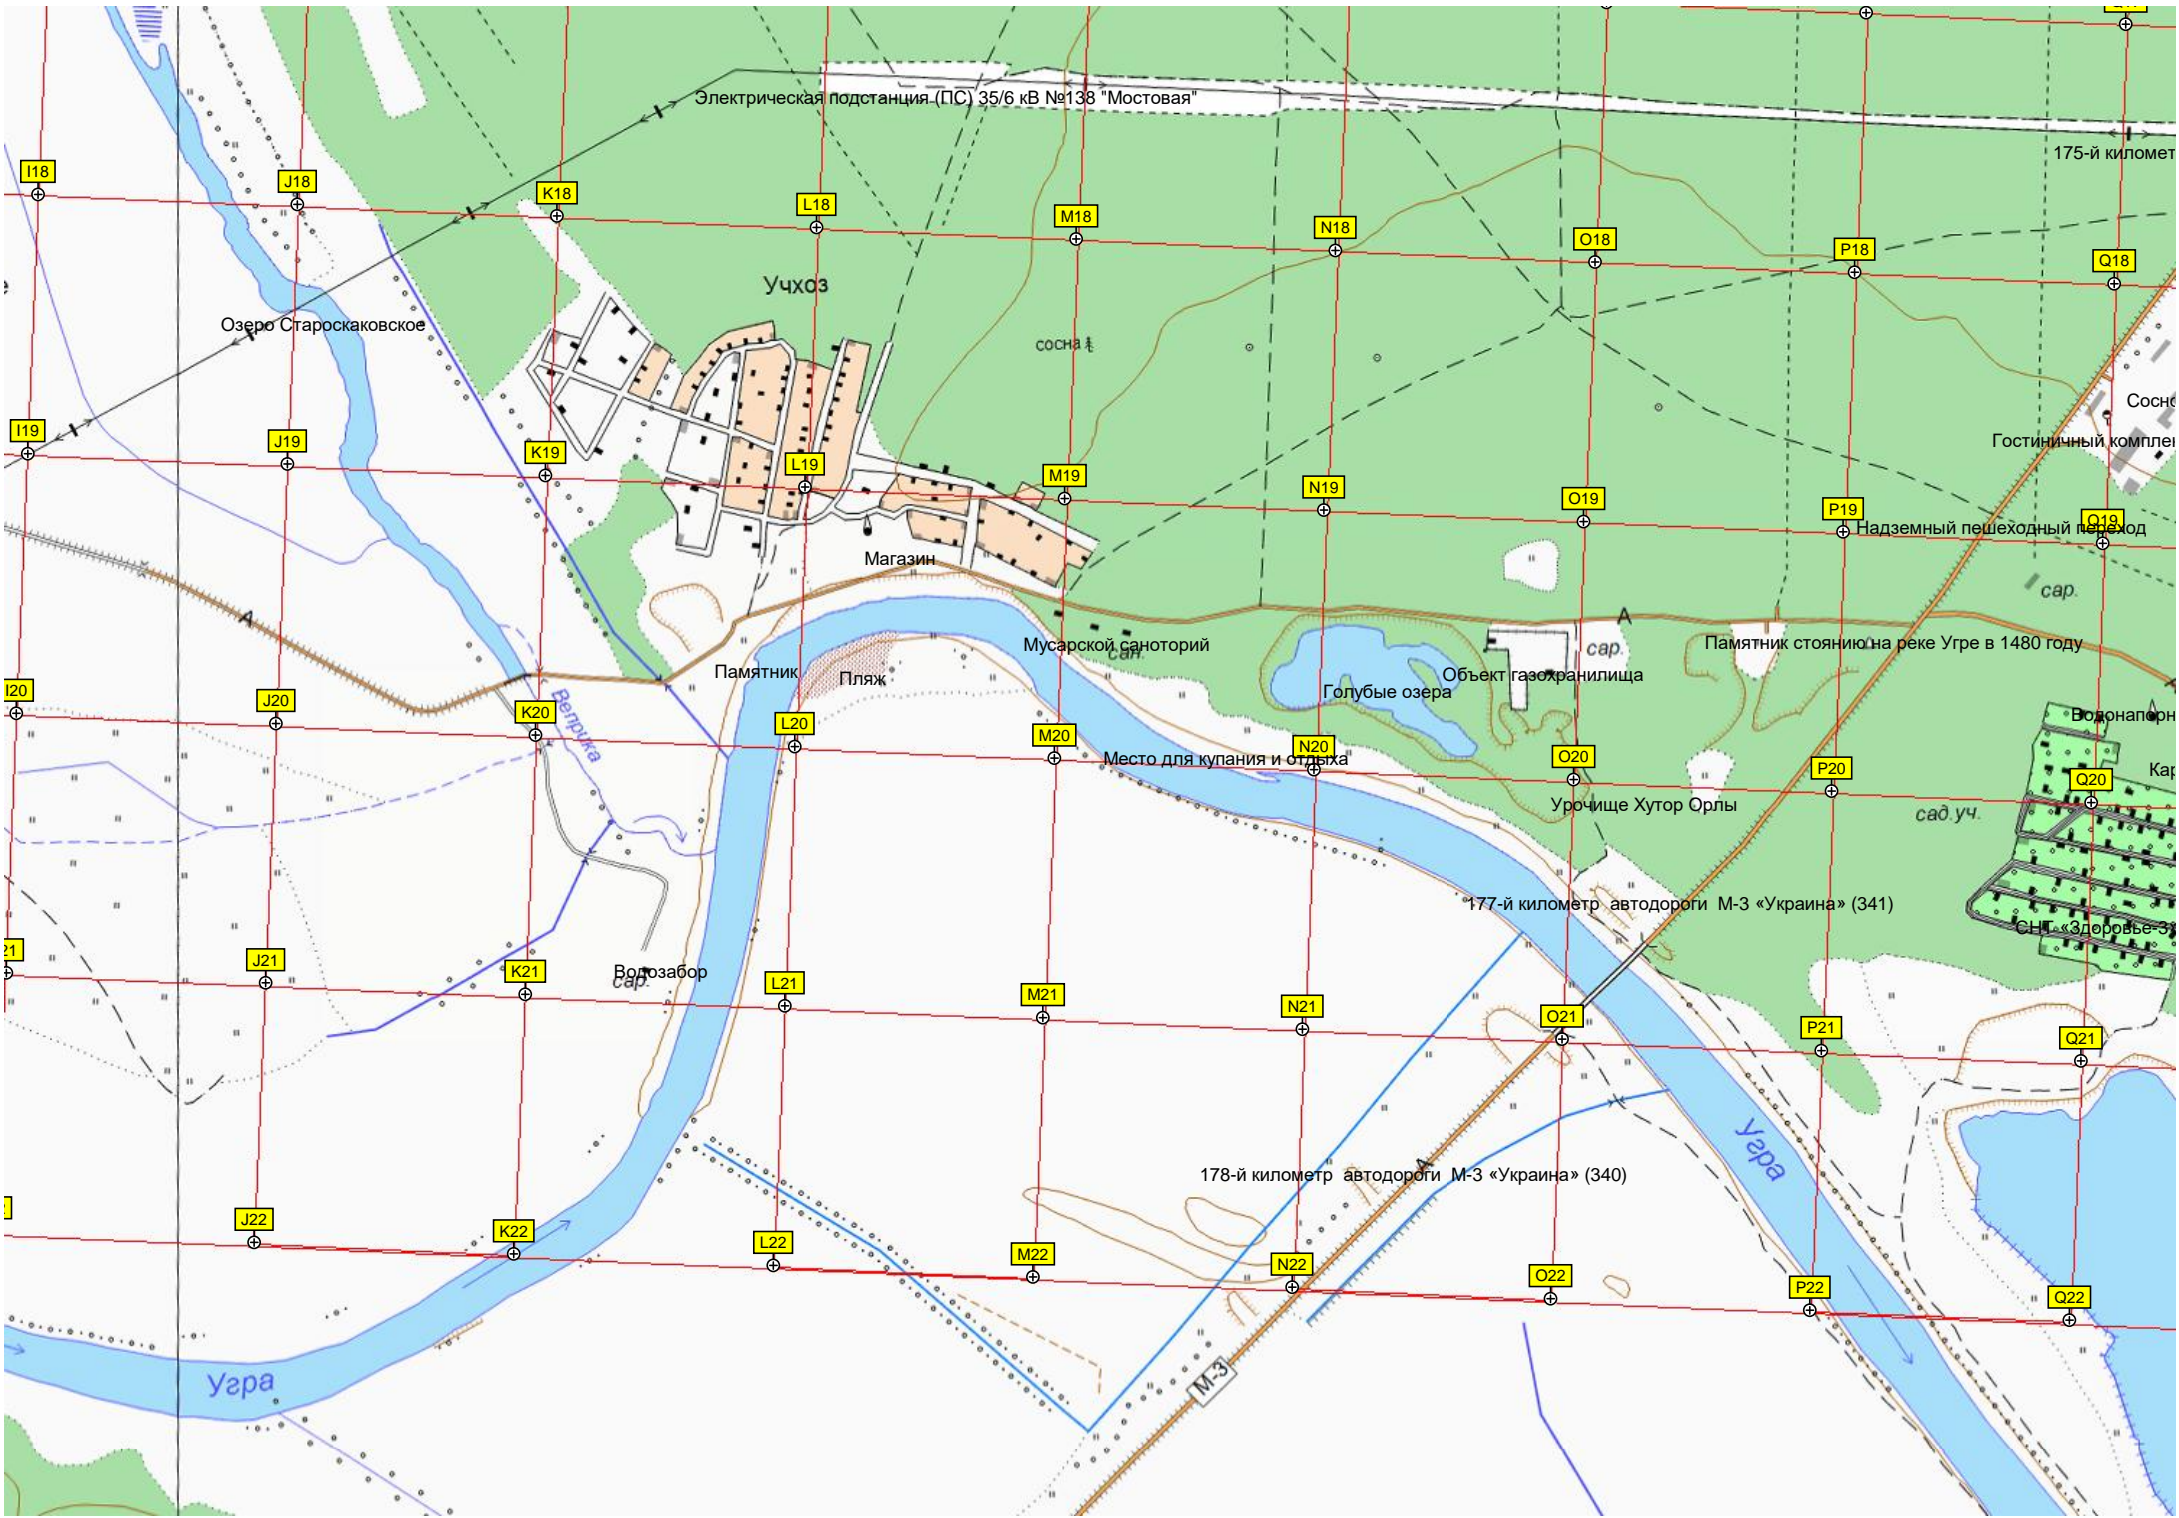 Электрическая подстанция (ПС) 35/6 кВ №138 "Мостовая"
175-й километ
I18
J18
K18
L18
M18
N18
O18
P18
Q18
Учхоз
Озеро Староскаковское
сосна
Сосно
Гостиничный комплек
I19
J19
K19
L19
M19
N19
O19
P19
Q19
Надземный пешеходный переход
Магазин
сар.
А
А
Мусарской саноторий
сан.
сар.
Памятник стоянию на реке Угре в 1480 году
Памятник
Пляж
Объект газохранилища
Голубые озера
I20
J20
K20
L20
M20
N20
O20
P20
Q20
Веприка
Водонапорн
Место для купания и отдыха
Кар
Урочище Хутор Орлы
сад.уч.
177-й километр автодороги М-3 «Украина» (341)
СНТ «Здоровье-3»
21
J21
K21
L21
M21
N21
O21
P21
Q21
Водозабор
сар.
Угра
178-й километр автодороги М-3 «Украина» (340)
А
J22
K22
L22
M22
N22
O22
P22
Q22
Угра
М-3